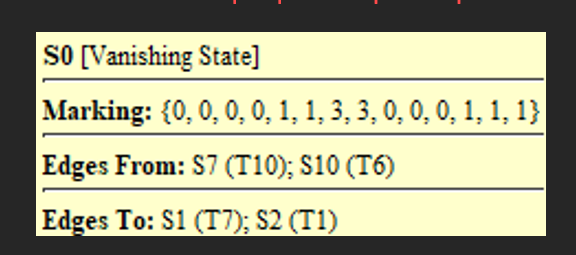 S0 [Vanishing State]
Marking: {0, 0, 0, 0, 1, 1, 3, 3, 0, 0, 0, 1, 1, 1}
Edges From: S7 (T10); S10 (T6)
Edges To: S1 (T7); S2 (T1)